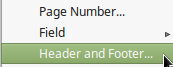 Page Number...
Field
Header and Footer...